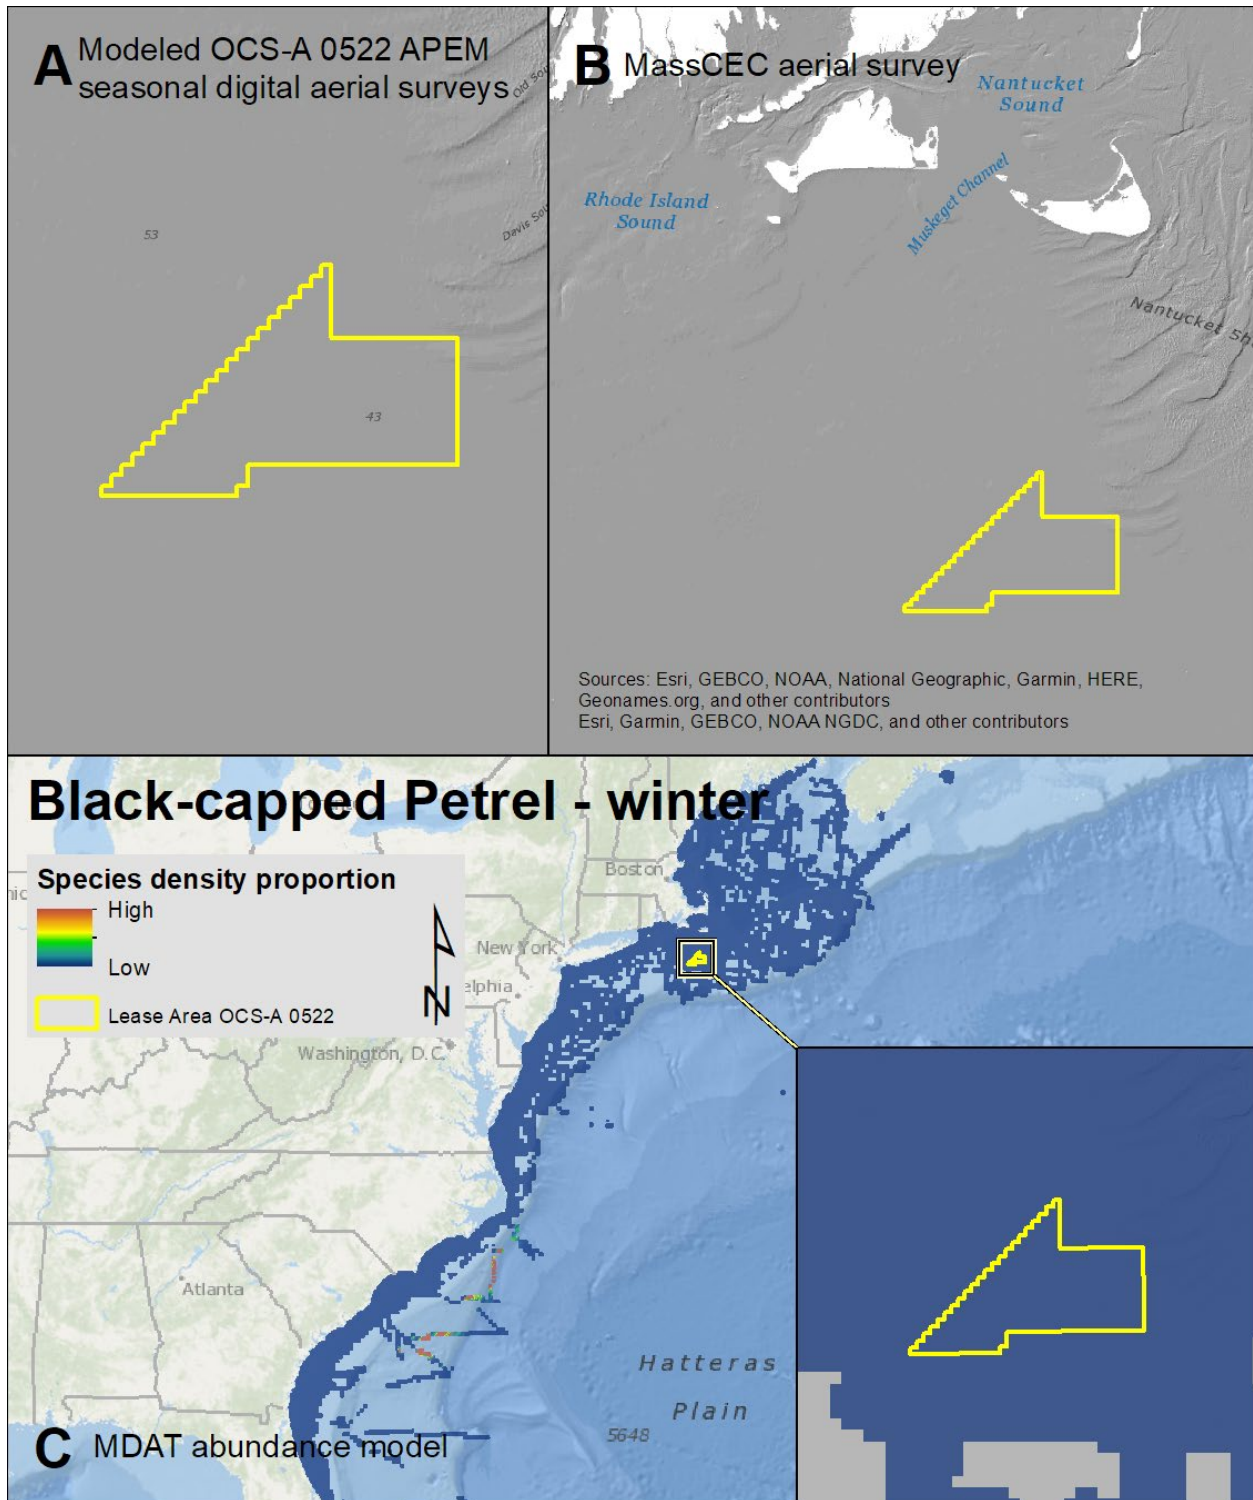 A Modeled OCS-A 0522 APEM
seasonal digital aerial surveys
Old Sou
Davis Sou
53
43
B MassCEC aerial survey
Nantucket
Sound
Rhode Island
Sound
Muskeget Channel
Nantucket Sh
Sources: Esri, GEBCO, NOAA, National Geographic, Garmin, HERE,
Geonames.org, and other contributors
Esri, Garmin, GEBCO, NOAA NGDC, and other contributors
Black-capped Petrel - winter
Species density proportion
High
Low
Lease Area OCS-A 0522
N
Boston
New York
elphia
Washington, D.C.
Atlanta
Hatteras
Plain
5648
C MDAT abundance model